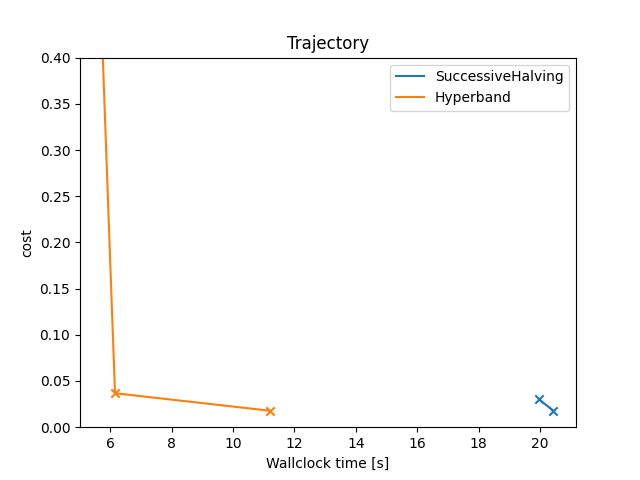 Trajectory
SuccessiveHalving
Hyperband
cost
0.40
0.35
0.30
0.25
0.20
0.15
0.10
0.05
0.00
6 8 10 12 14 16 18 20
Wallclock time [s]